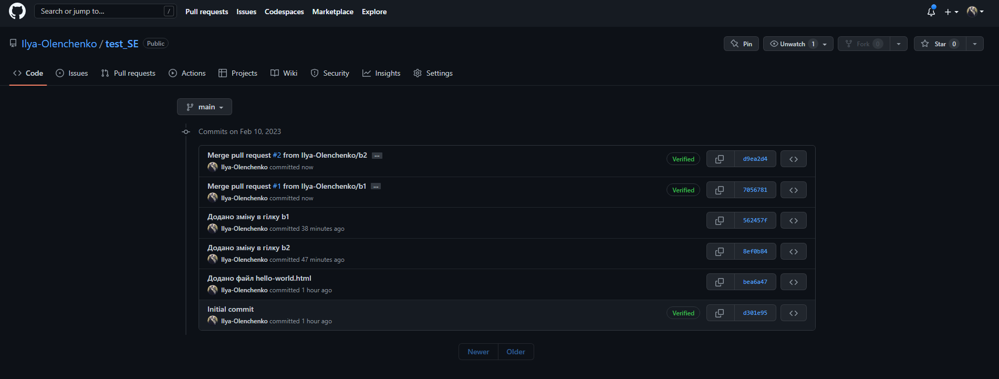 Search or jump to... /
Pull requests Issues Codespaces Marketplace Explore
Ilya-Olenchenko / test_SE Public
Pin Unwatch 1 Fork 0 Star 0
Code Issues Pull requests Actions Projects Wiki Security Insights Settings
main
Commits on Feb 10, 2023
Merge pull request #2 from Ilya-Olenchenko/b2 ...
Ilya-Olenchenko committed now
Verified d9ea2d4
Merge pull request #1 from Ilya-Olenchenko/b1 ...
Ilya-Olenchenko committed now
Verified 7056781
Додано зміну в гілку b1
Ilya-Olenchenko committed 38 minutes ago
562457f
Додано зміну в гілку b2
Ilya-Olenchenko committed 47 minutes ago
8ef0b84
Додано файл hello-world.html
Ilya-Olenchenko committed 1 hour ago
bea6a47
Initial commit
Ilya-Olenchenko committed 1 hour ago
Verified d301e95
Newer Older